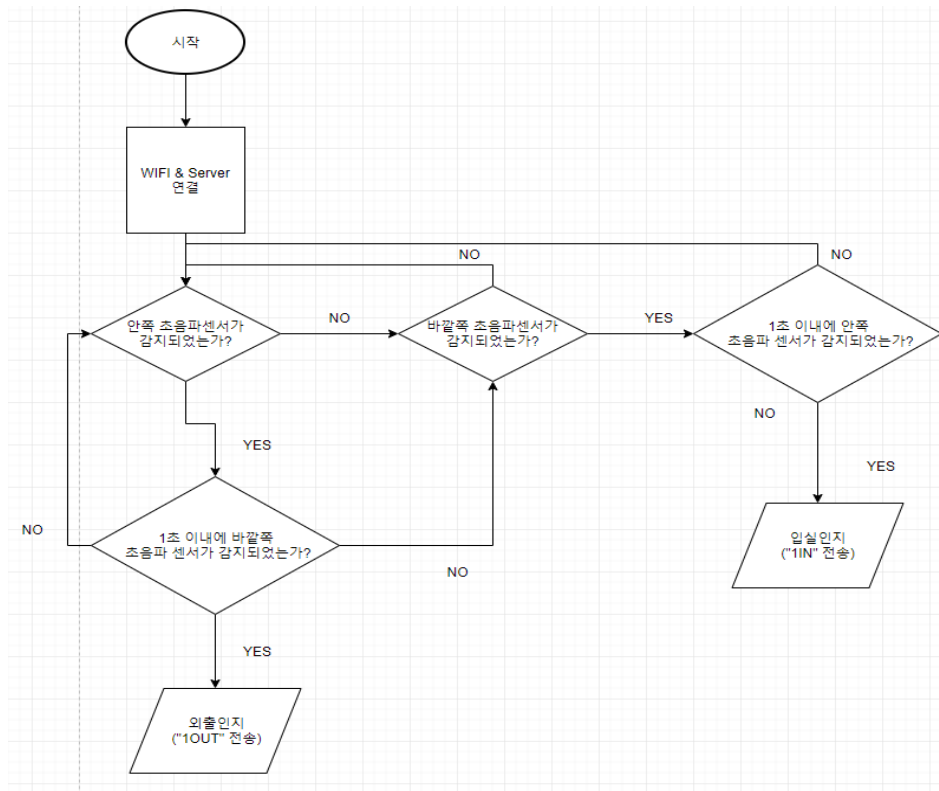 시작
WIFI & Server
연결
NO
NO
안쪽 초음파센서가
감지되었는가?
NO
바깥쪽 초음파센서가
감지되었는가?
YES
1초 이내에 안쪽
초음파 센서가 감지되었는가?
NO
YES
YES
입실인지
("1IN" 전송)
NO
1초 이내에 바깥쪽
초음파 센서가 감지되었는가?
NO
YES
외출인지
("1OUT" 전송)